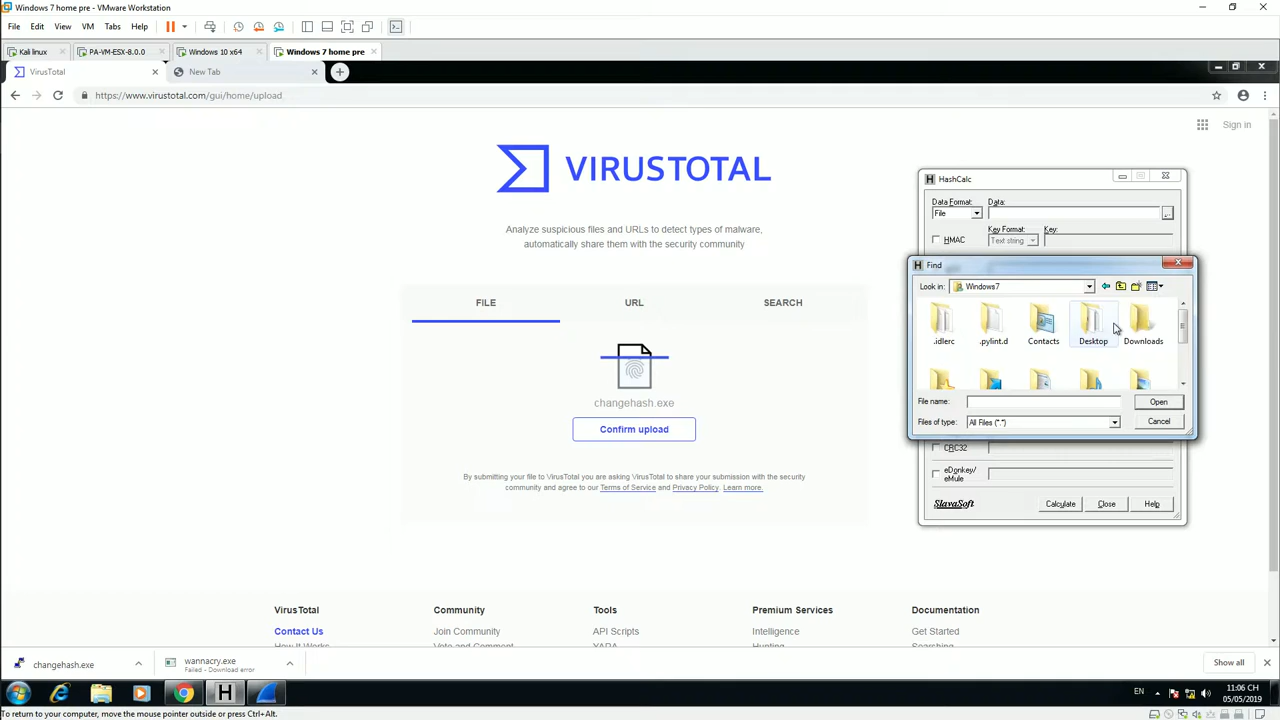 Windows 7 home pre - VMware Workstation
File Edit View VM Tabs Help
Kali linux PA-VM-ESX-8.0.0 Windows 10 x64 Windows 7 home pre
VirusTotal New Tab
https://www.virustotal.com/gui/home/upload
Sign in
VIRUSTOTAL
Analyze suspicious files and URLs to detect types of malware,
automatically share them with the security community
FILE URL SEARCH
changehash.exe
Confirm upload
By submitting your file to VirusTotal you are asking VirusTotal to share your submission with the security
community and agree to our Terms of Service and Privacy Policy. Learn more.
H HashCalc
Data Format: Data:
File
HMAC Key Format: Key:
Text string
H Find
Look in: Windows7
.idlerc .pylint.d Contacts Desktop Downloads
File name: Open
Files of type: All Files (*.*) Cancel
CRC32
eDonkey/
eMule
SlavaSoft Calculate Close Help
VirusTotal Community Tools Premium Services Documentation
Contact Us Join Community API Scripts Intelligence Get Started
How It Works Vote and Comment YARA Hunting Searching
changehash.exe wannacry.exe
Failed - Download error
Show all
H
EN 11:06 CH
05/05/2019
To return to your computer, move the mouse pointer outside or press Ctrl+Alt.